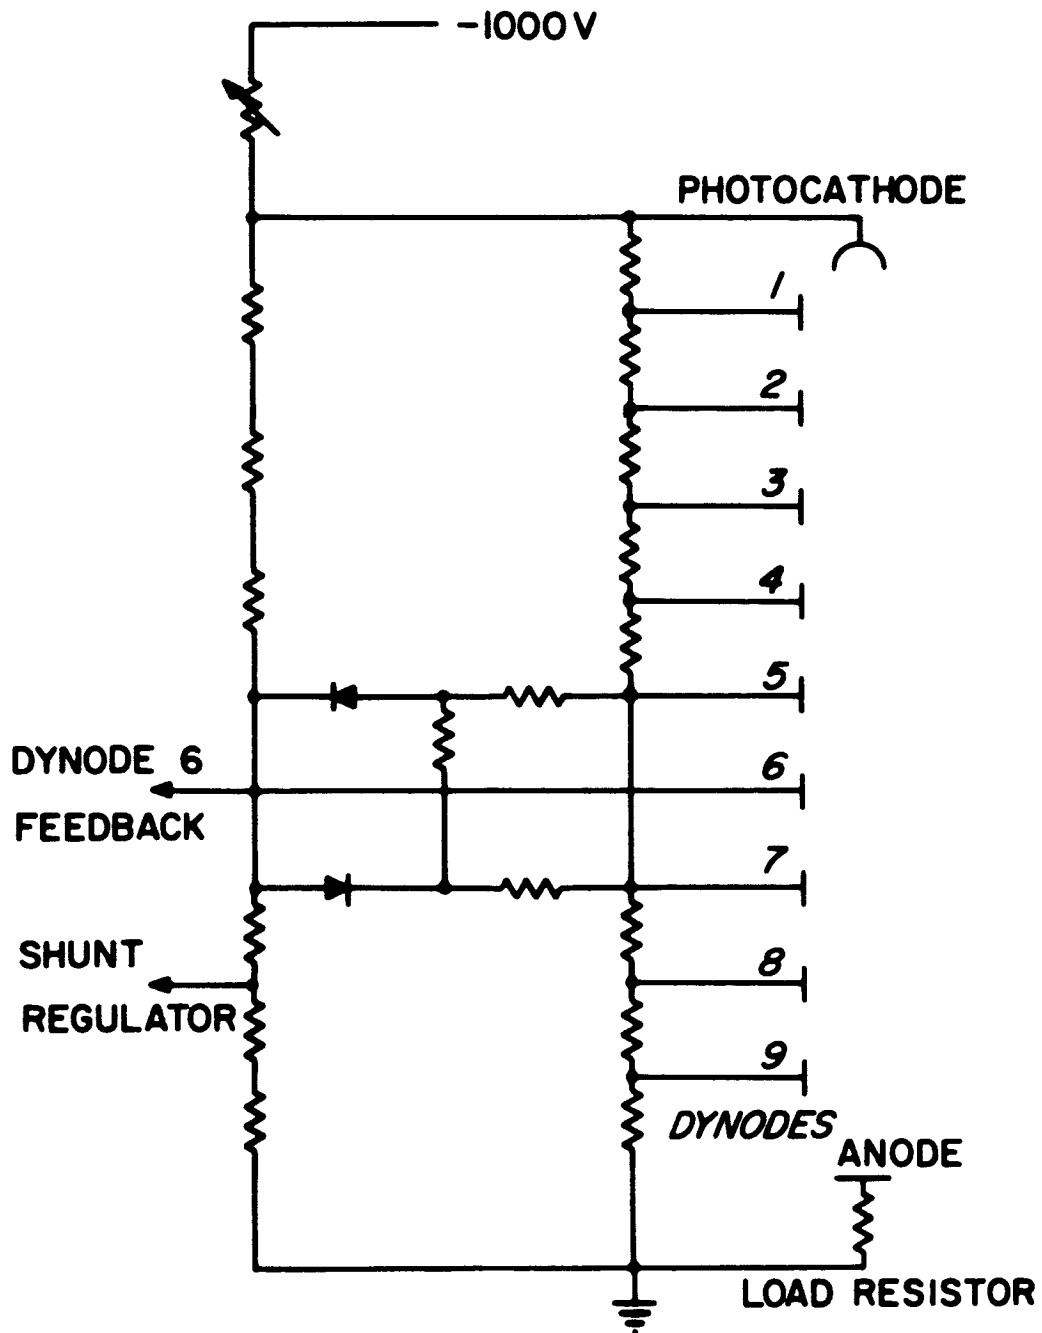 -1000 V
PHOTOCATHODE
1
2
3
4
5
DYNODE 6
FEEDBACK
6
7
SHUNT
REGULATOR
8
9
DYNODES
ANODE
LOAD RESISTOR